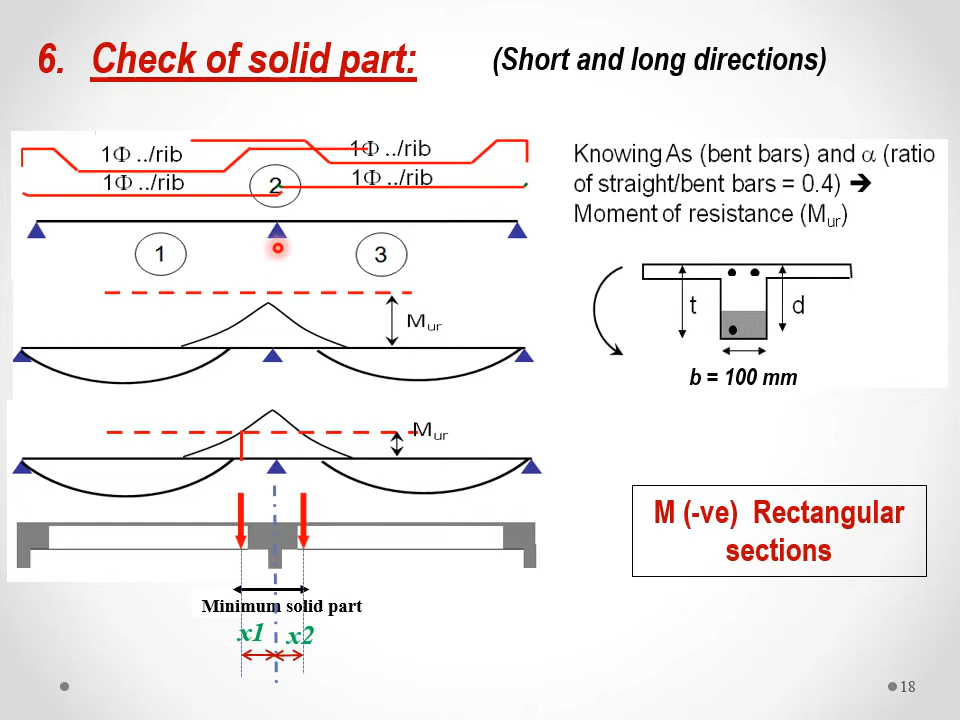 6. Check of solid part: (Short and long directions)
1Φ ../rib
1Φ ../rib
1Φ ../rib
1Φ ../rib
2
1
3
Mur
Mur
Knowing As (bent bars) and α (ratio
of straight/bent bars = 0.4) ➔
Moment of resistance (Mur)
t
d
b = 100 mm
M (-ve) Rectangular
sections
Minimum solid part
x1
x2
18